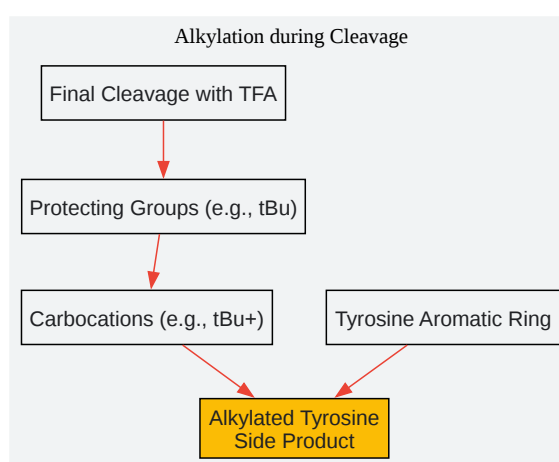 Alkylation during Cleavage
Final Cleavage with TFA
Protecting Groups (e.g., tBu)
Carbocations (e.g., tBu+)
Tyrosine Aromatic Ring
Alkylated Tyrosine
Side Product